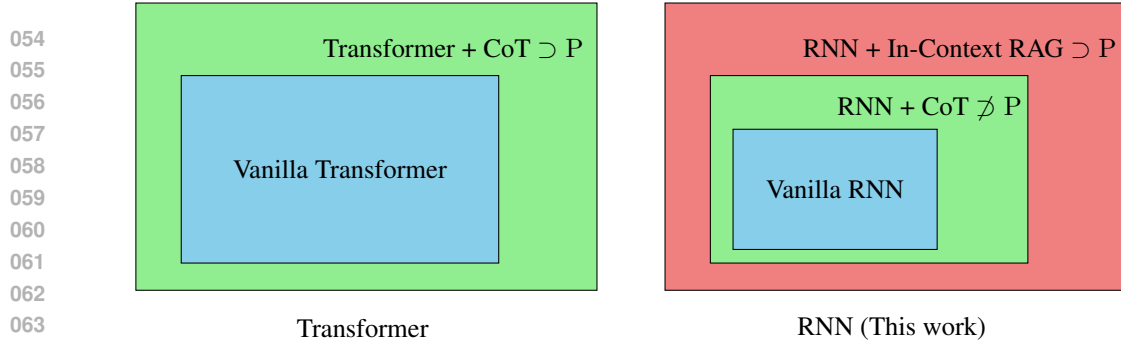 054
055
056
057
058
059
060
061
062
063
Transformer + CoT ⊃ P
Vanilla Transformer
Transformer
RNN + In-Context RAG ⊃ P
RNN + CoT ⊅ P
Vanilla RNN
RNN (This work)